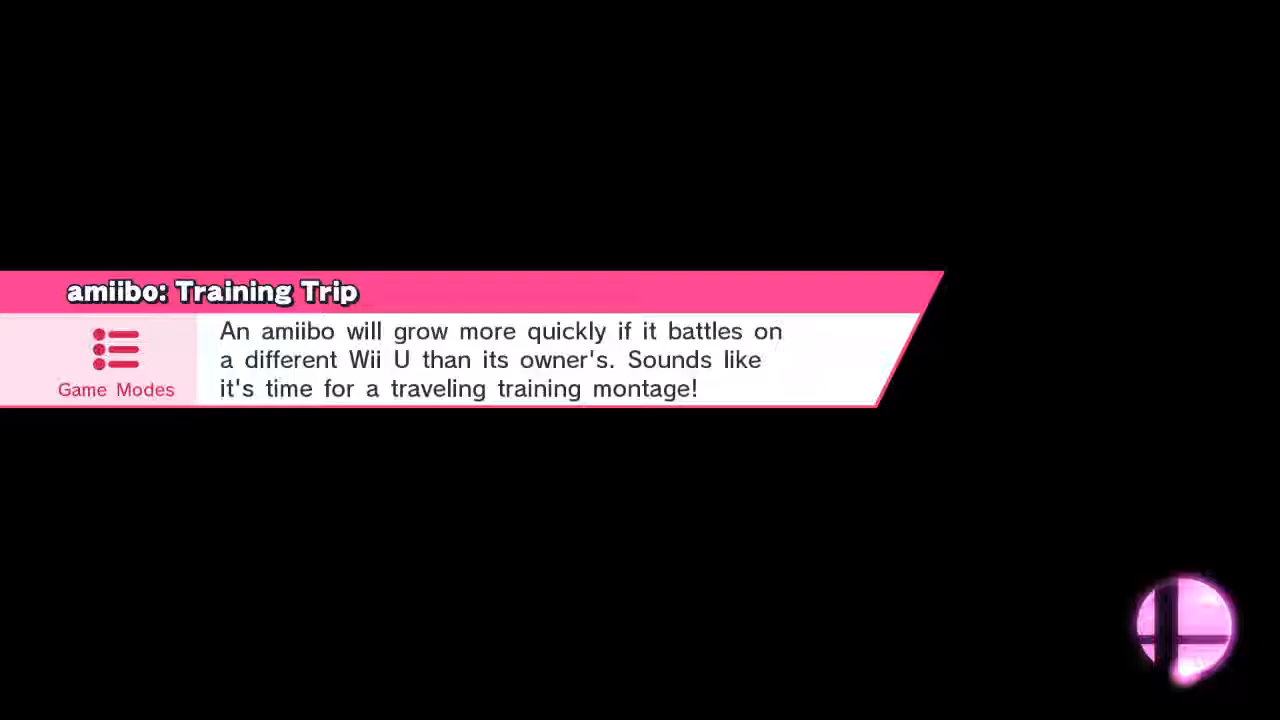 amiibo: Training Trip
An amiibo will grow more quickly if it battles on
a different Wii U than its owner's. Sounds like
it's time for a traveling training montage!
Game Modes